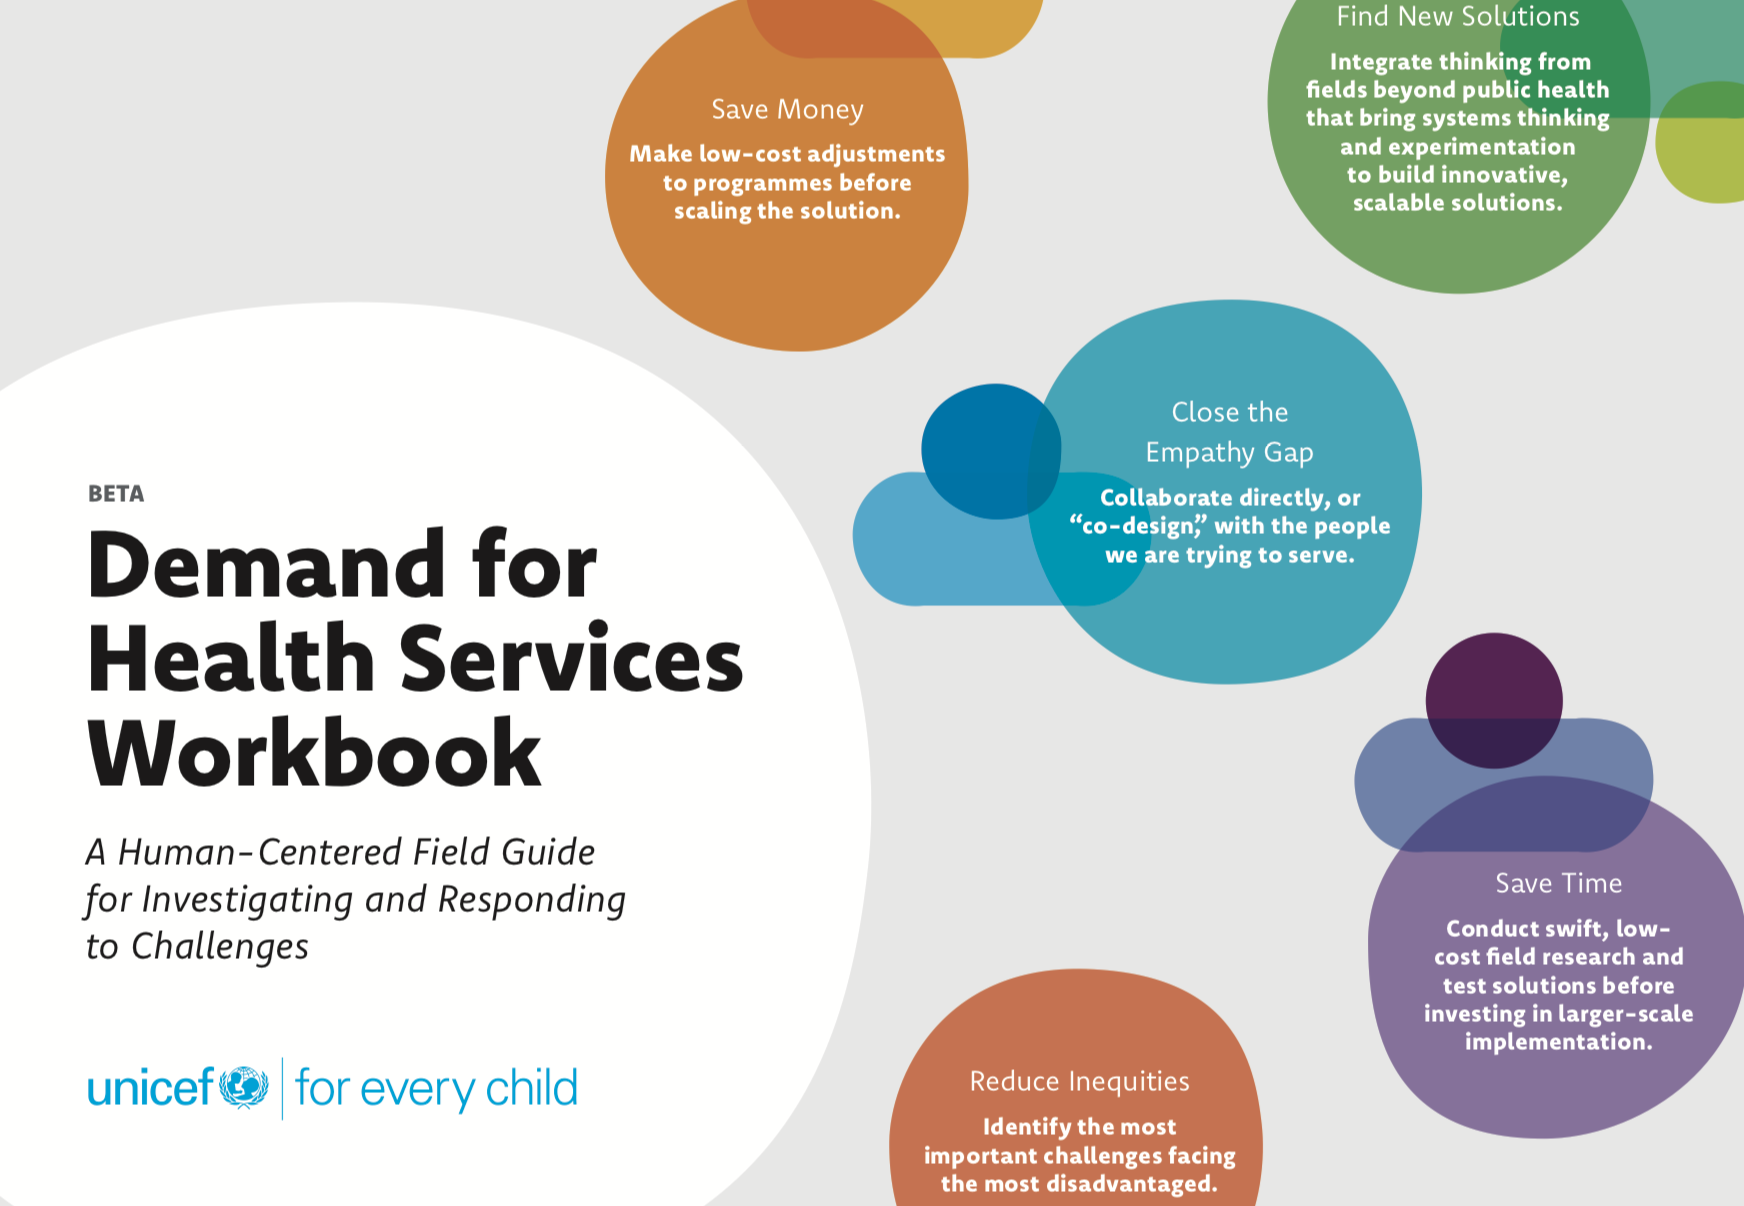 Find New Solutions
Integrate thinking from
fields beyond public health
that bring systems thinking
and experimentation
to build innovative,
scalable solutions.
Save Money
Make low-cost adjustments
to programmes before
scaling the solution.
Close the
Empathy Gap
Collaborate directly, or
“co-design,” with the people
we are trying to serve.
BETA
Demand for
Health Services
Workbook
A Human-Centered Field Guide
for Investigating and Responding
to Challenges
unicef for every child
Save Time
Conduct swift, low-
cost field research and
test solutions before
investing in larger-scale
implementation.
Reduce Inequities
Identify the most
important challenges facing
the most disadvantaged.